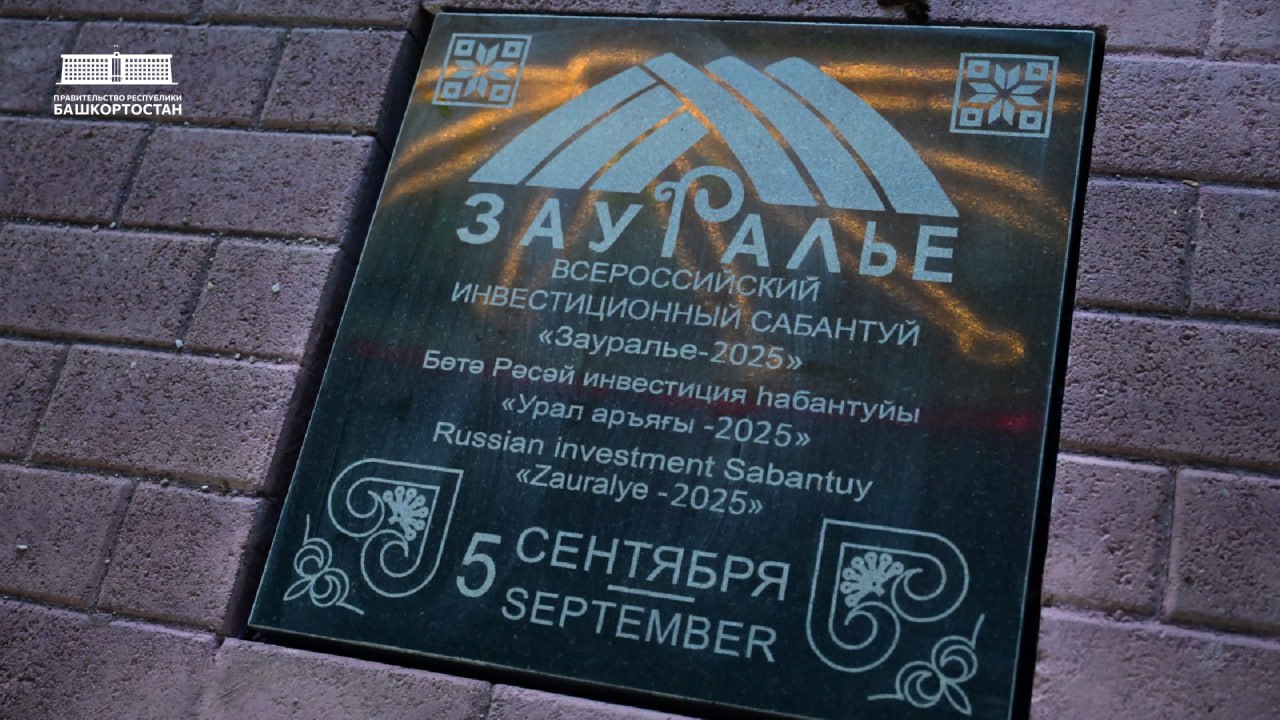 ПРАВИТЕЛЬСТВО РЕСПУБЛИКИ
БАШКОРТОСТАН
ЗАУРАЛЬЕ
ВСЕРОССИЙСКИЙ
ИНВЕСТИЦИОННЫЙ САБАНТУЙ
«Зауралье-2025»
Бөтә Рәсәй инвестиция һабантуйы
«Урал аръяғы -2025»
Russian investment Sabantuy
«Zauralye -2025»
5 СЕНТЯБРЯ
SEPTEMBER